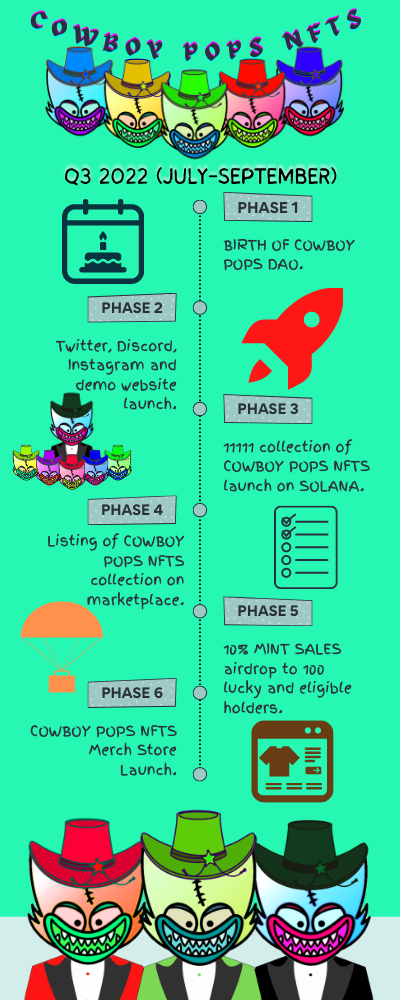 COWBOY POPS NFTS
Q3 2022 (JULY-SEPTEMBER)
PHASE 1
BIRTH OF COWBOY
POPS DAO.
PHASE 2
Twitter, Discord,
Instagram and
demo website
launch.
PHASE 3
11111 collection of
COWBOY POPS NFTS
launch on SOLANA.
PHASE 4
Listing of COWBOY
POPS NFTS
collection on
marketplace.
PHASE 5
10% MINT SALES
airdrop to 100
lucky and eligible
holders.
PHASE 6
COWBOY POPS NFTS
Merch Store
Launch.